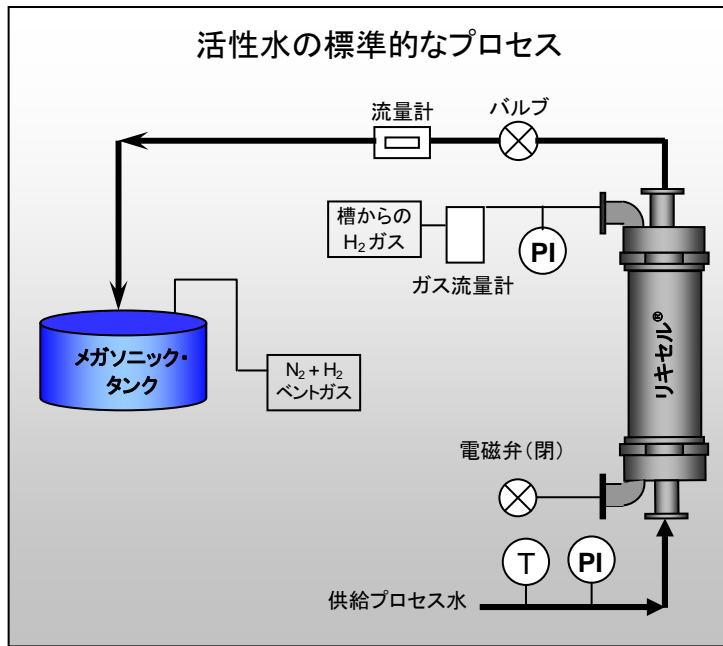 活性水の標準的なプロセス
流量計
バルブ
槽からの
H₂ガス
PI
ガス流量計
リキセル®
メガソニック・
タンク
N₂+H₂
ベントガス
電磁弁(閉)
T
PI
供給プロセス水